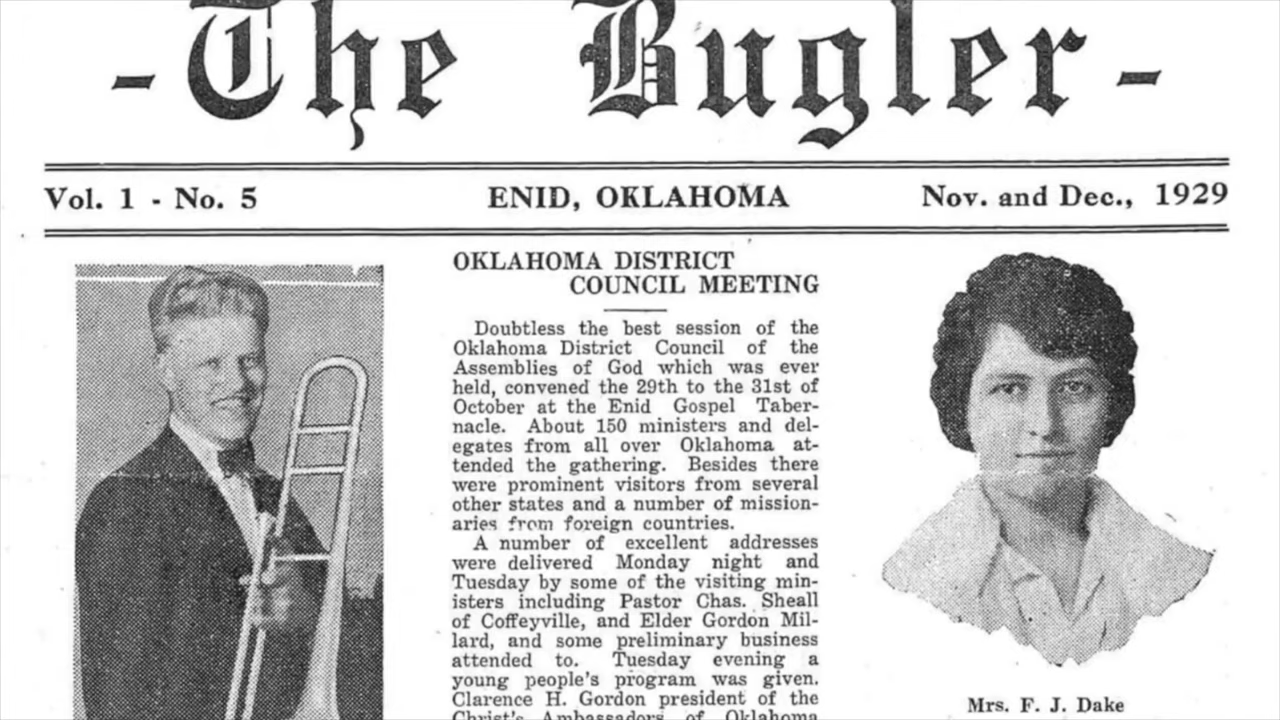 -The Bugler-
Vol. 1 - No. 5 ENID, OKLAHOMA Nov. and Dec., 1929
OKLAHOMA DISTRICT
COUNCIL MEETING
Doubtless the best session of the
Oklahoma District Council of the
Assemblies of God which was ever
held, convened the 29th to the 31st of
October at the Enid Gospel Taber-
nacle. About 150 ministers and del-
egates from all over Oklahoma at-
tended the gathering. Besides there
were prominent visitors from several
other states and a number of mission-
aries from foreign countries.
A number of excellent addresses
were delivered Monday night and
Tuesday by some of the visiting min-
isters including Pastor Chas. Sheall
of Coffeyville, and Elder Gordon Mil-
lard, and some preliminary business
attended to. Tuesday evening a
young people's program was given.
Clarence H. Gordon president of the
Christ's Ambassadors of Oklahoma
Mrs. F. J. Dake